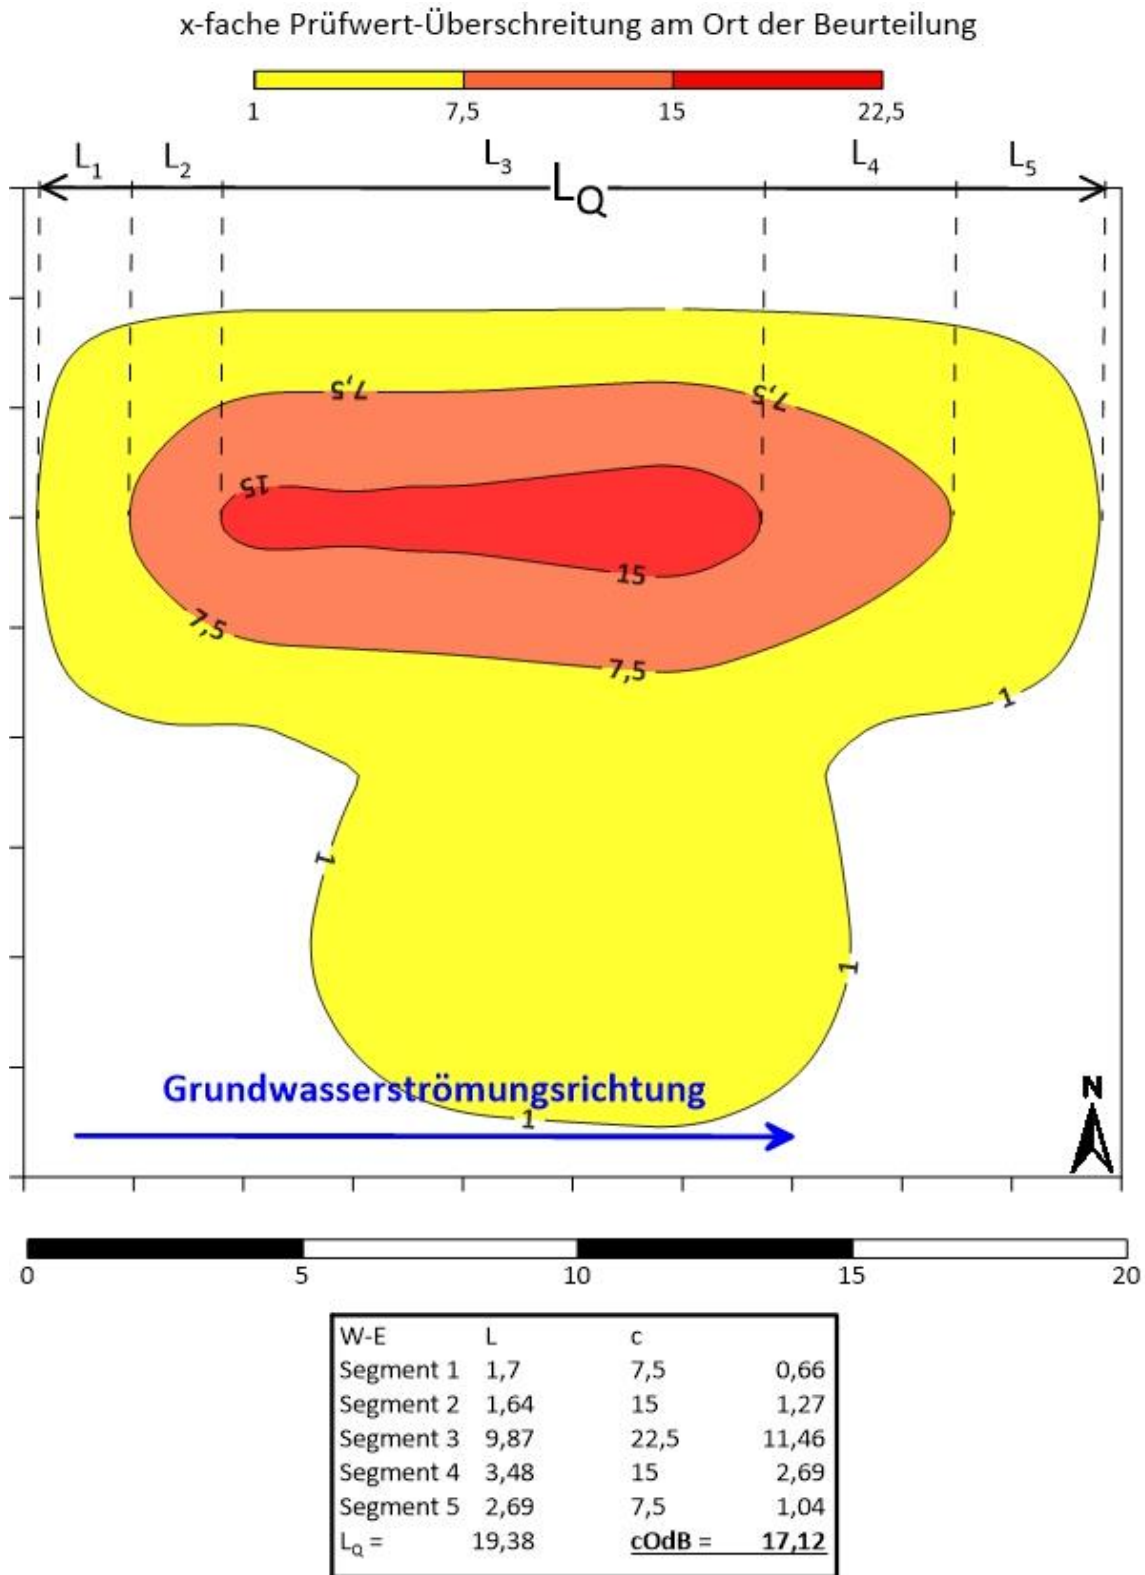 x-fache Prüfwert-Überschreitung am Ort der Beurteilung
1 7,5 15 22,5
L₁ L₂ L₃ L₄ L₅
L_Q
7,5 7,5
15
15
7,5
7,5
1
1
1
Grundwasserströmungsrichtung
N
1
0 5 10 15 20
W-E L c
Segment 1 1,7 7,5 0,66
Segment 2 1,64 15 1,27
Segment 3 9,87 22,5 11,46
Segment 4 3,48 15 2,69
Segment 5 2,69 7,5 1,04
L_Q = 19,38 cOdB = 17,12